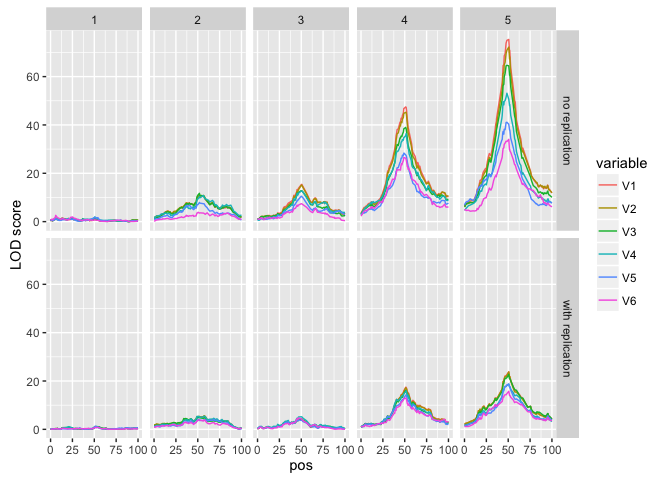 1 2 3 4 5
60
40
20
0
no replication
60
40
20
0
with replication
LOD score
0 25 50 75 100 0 25 50 75 100 0 25 50 75 100 0 25 50 75 100 0 25 50 75 100
pos
variable
V1
V2
V3
V4
V5
V6